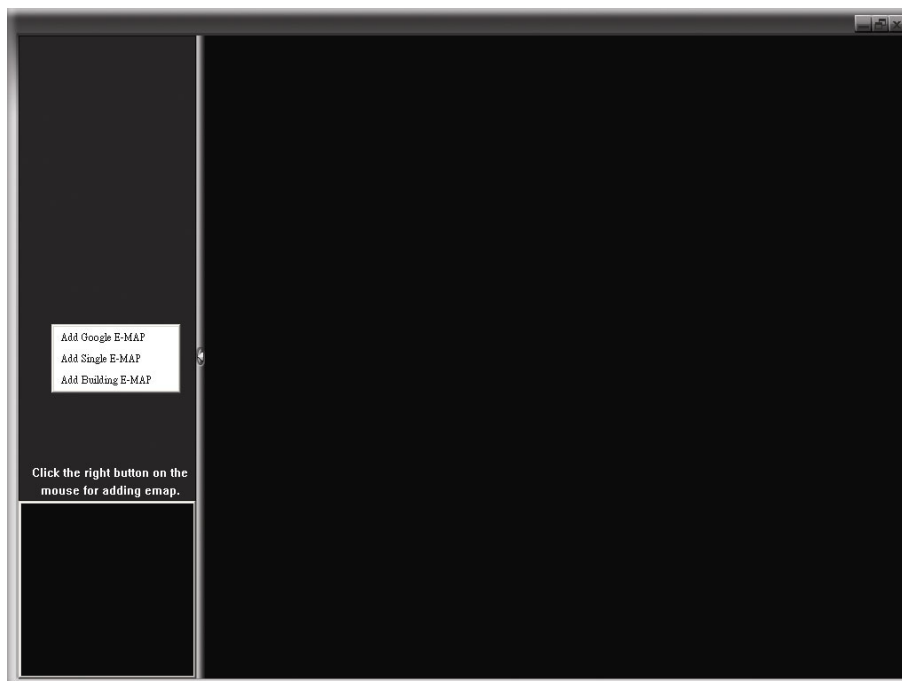 Add Google E-MAP
Add Single E-MAP
Add Building E-MAP
Click the right button on the
mouse for adding emap.